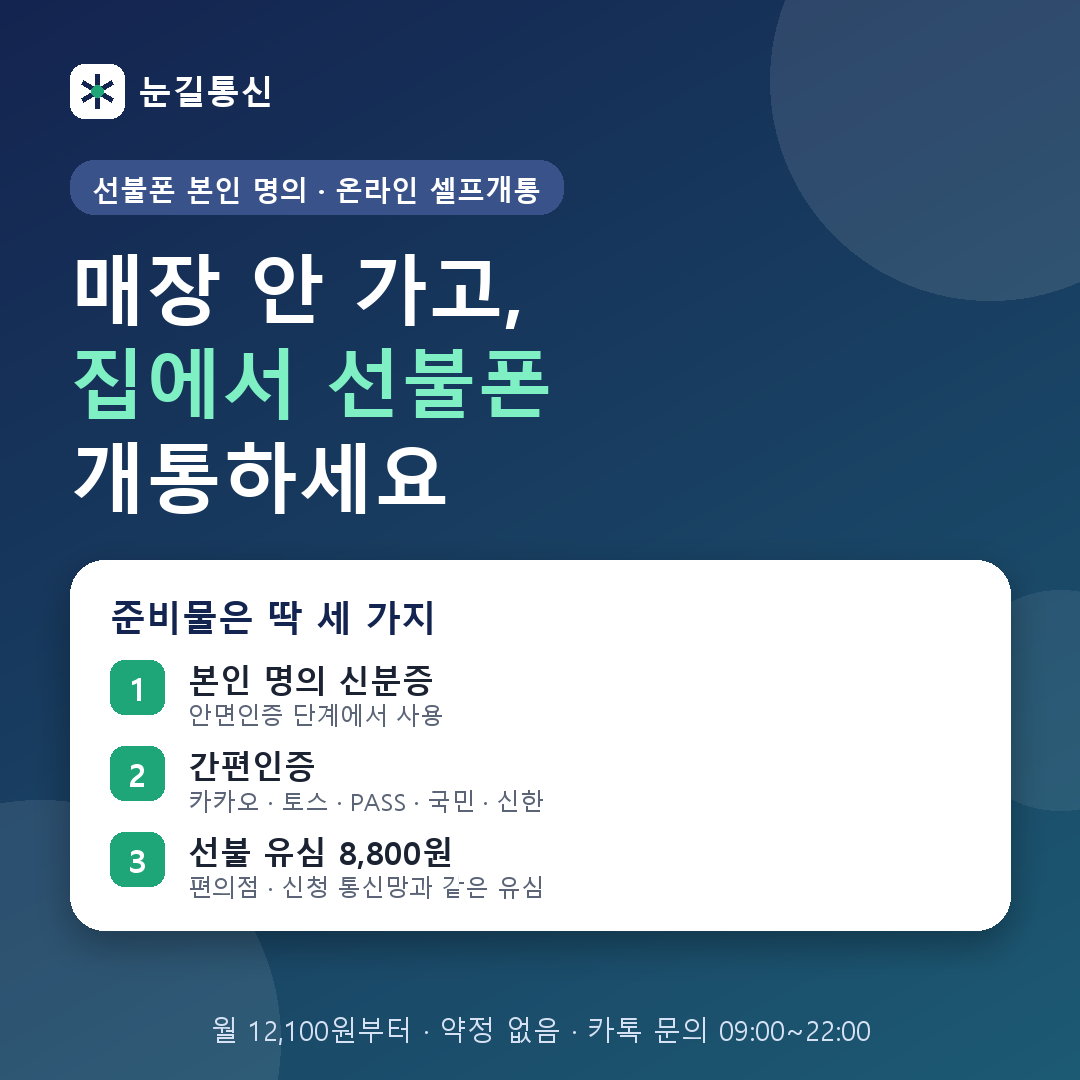 눈길통신
선불폰 본인 명의 · 온라인 셀프개통
매장 안 가고,
집에서 선불폰
개통하세요
준비물은 딱 세 가지
1
본인 명의 신분증
안면인증 단계에서 사용
2
간편인증
카카오 · 토스 · PASS · 국민 · 신한
3
선불 유심 8,800원
편의점 · 신청 통신망과 같은 유심
월 12,100원부터 · 약정 없음 · 카톡 문의 09:00~22:00